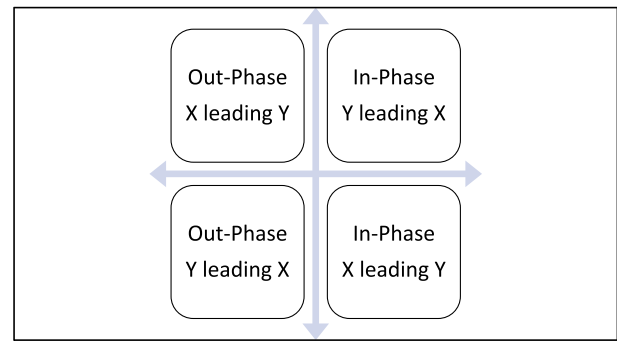 Out-Phase
X leading Y
In-Phase
Y leading X
Out-Phase
Y leading X
In-Phase
X leading Y